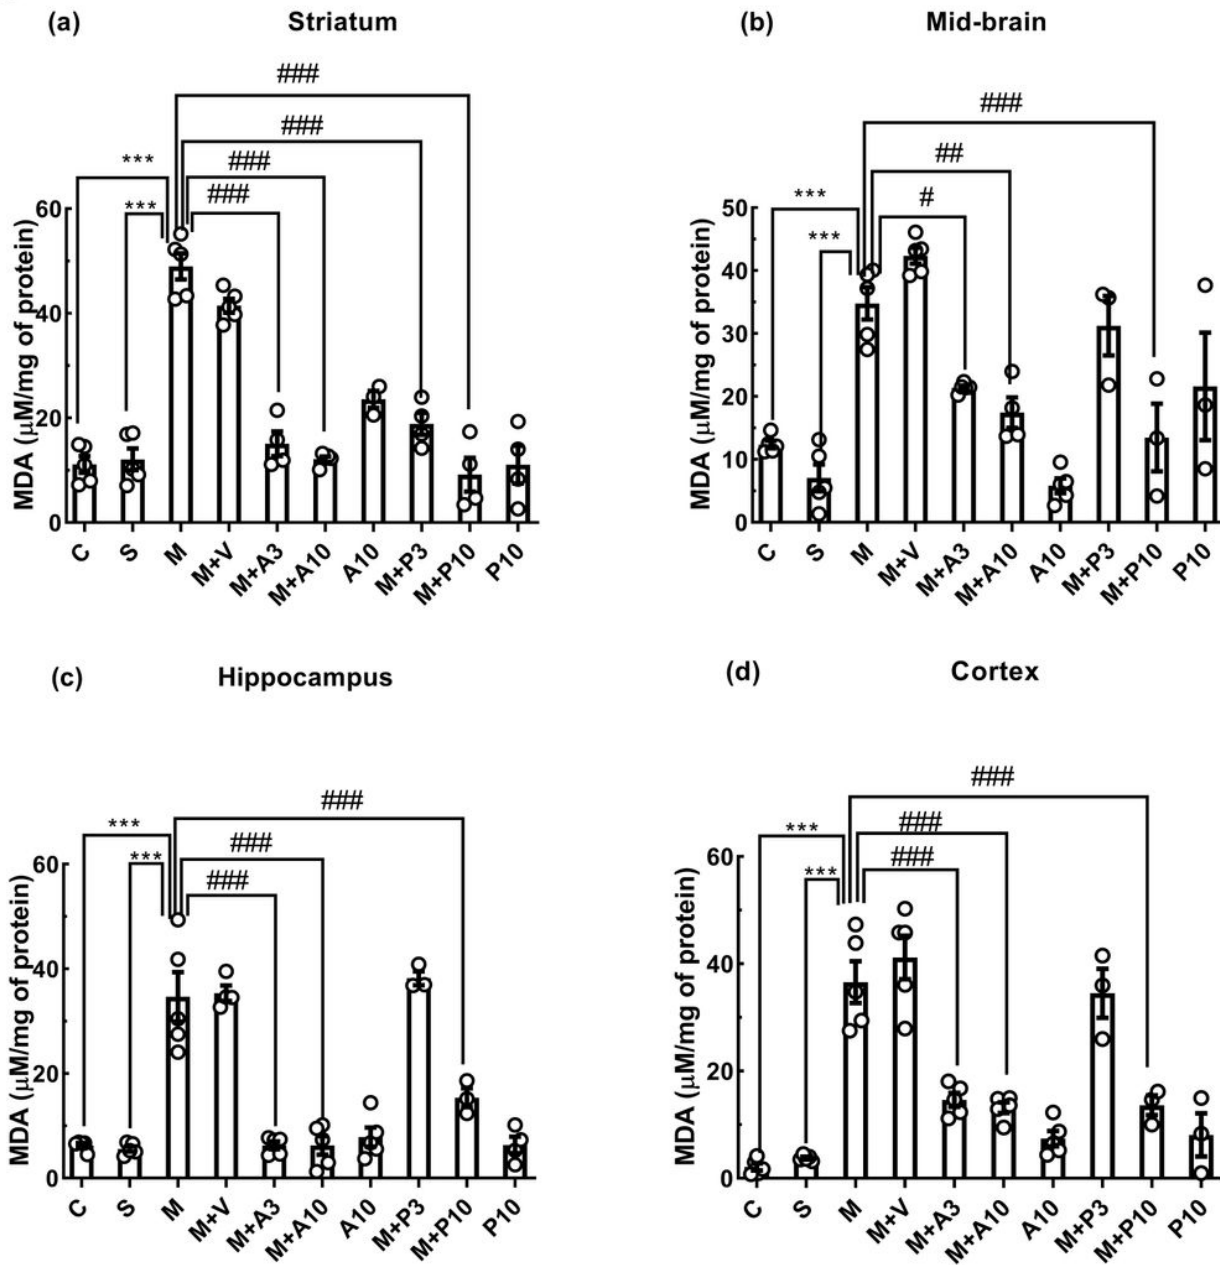 (a) Striatum
###
###
*** ###
*** ###
MDA (μM/mg of protein)
60
40
20
0
C S M M+V M+A3 M+A10 A10 M+P3 M+P10 P10
(b) Mid-brain
###
##
*** #
***
MDA (μM/mg of protein)
50
40
30
20
10
0
C S M M+V M+A3 M+A10 A10 M+P3 M+P10 P10
(c) Hippocampus
###
***
*** ###
###
MDA (μM/mg of protein)
60
40
20
0
C S M M+V M+A3 M+A10 A10 M+P3 M+P10 P10
(d) Cortex
###
*** ###
*** ###
MDA (μM/mg of protein)
60
40
20
0
C S M M+V M+A3 M+A10 A10 M+P3 M+P10 P10